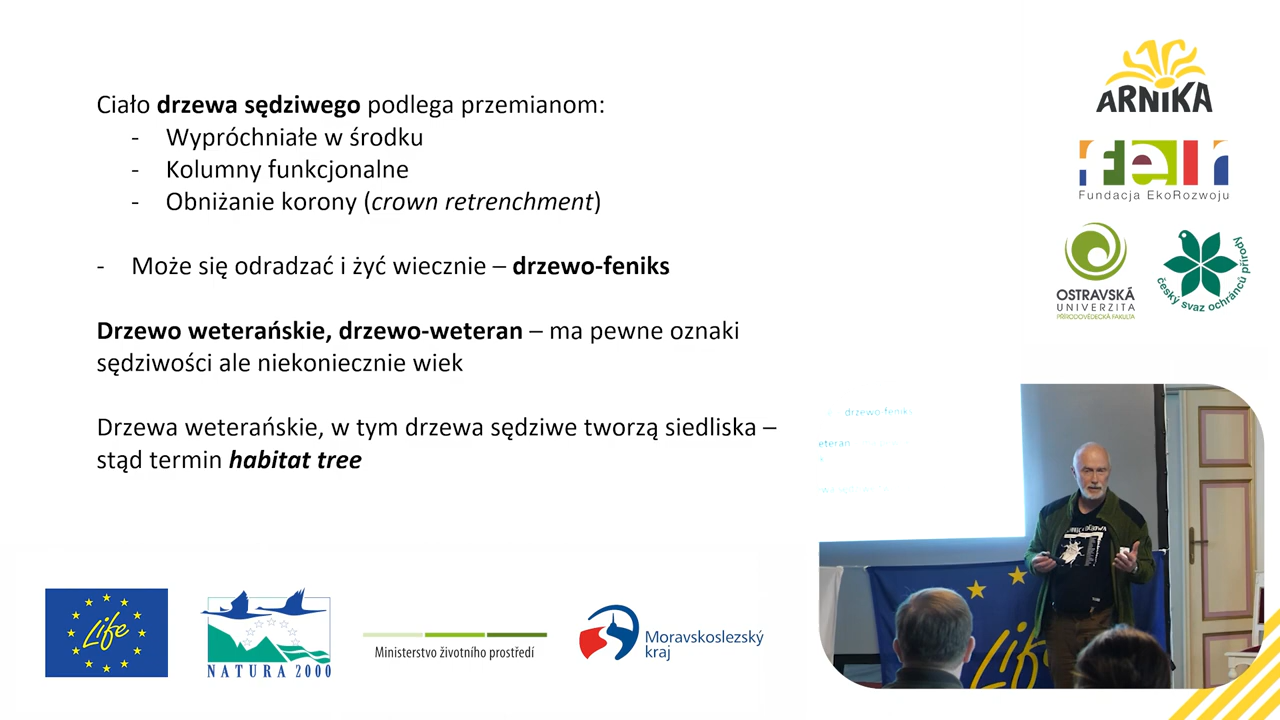 Ciało drzewa sędziwego podlega przemianom:
- Wypróchniałe w środku
- Kolumny funkcjonalne
- Obniżanie korony (crown retrenchment)
- Może się odradzać i żyć wiecznie – drzewo-feniks
Drzewo weterańskie, drzewo-weteran – ma pewne oznaki
sędziwości ale niekoniecznie wiek
Drzewa weterańskie, w tym drzewa sędziwe tworzą siedliska –
stąd termin habitat tree
ARNIKA
feru
Fundacja EkoRozwoju
OSTRAVSKÁ
UNIVERZITA
PŘÍRODOVĚDECKÁ FAKULTA
český svaz ochránců přírody
drzewo-feniks
eteran
Life
Life
NATURA 2000
Ministerstvo životního prostředí
Moravskoslezský
kraj